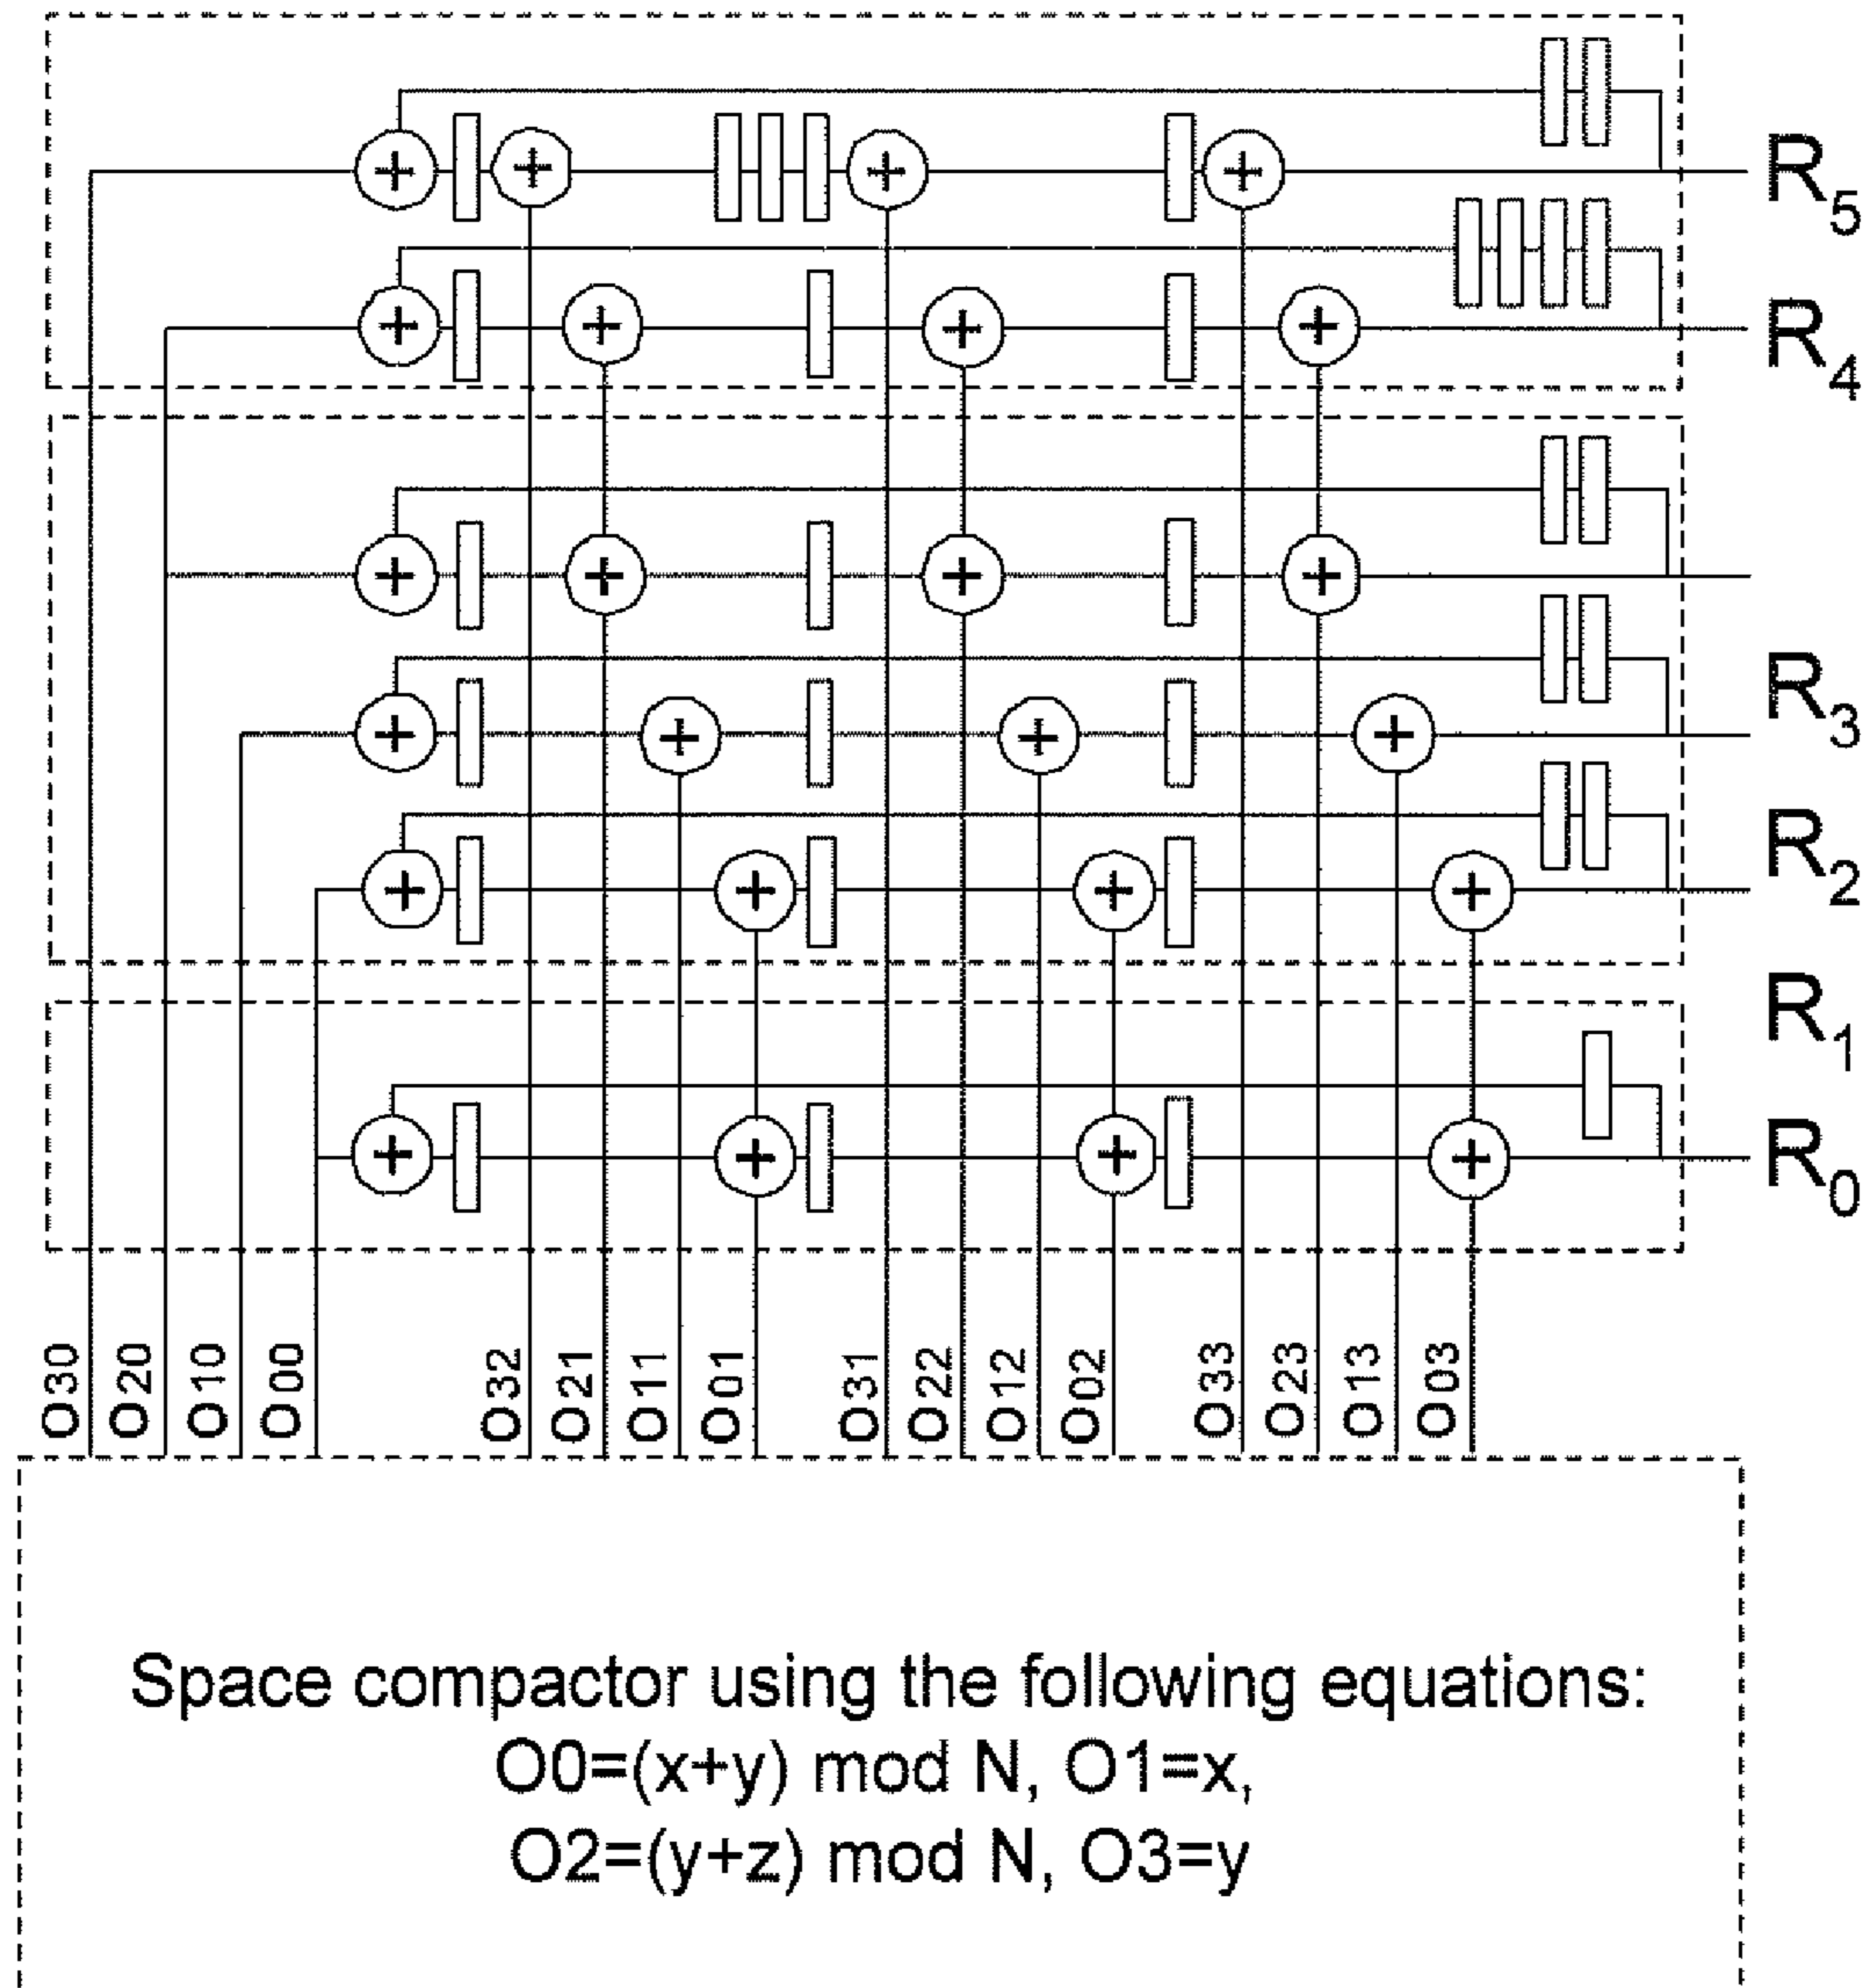 R5
R4
R3
R2
R1
R0
O30 O20 O10 O00 O32 O21 O11 O01 O31 O22 O12 O02 O33 O23 O13 O03
Space compactor using the following equations:
O0=(x+y) mod N, O1=x,
O2=(y+z) mod N, O3=y